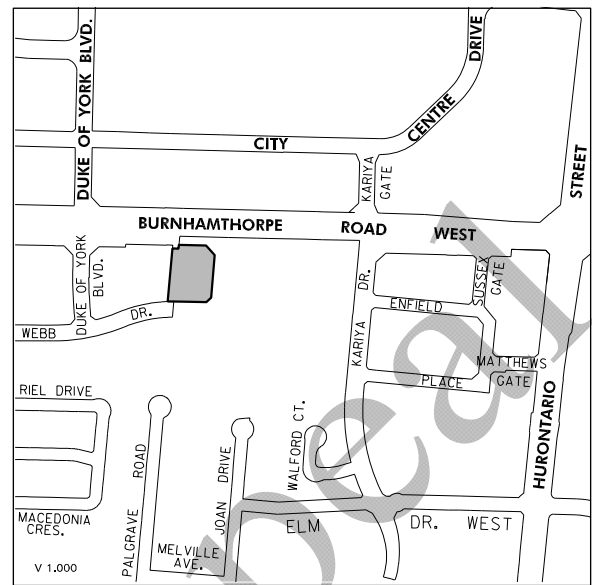 DUKE OF YORK BLVD.
CITY
CENTRE
DRIVE
KARIYA
GATE
STREET
BURNHAMTHORPE
ROAD
WEST
DUKE OF YORK
BLVD.
WEBB
DR.
KARIYA
DR.
ENFIELD
PLACE
SUSSEX
GATE
MATTHEWS
GATE
HURONTARIO
RIEL DRIVE
MACEDONIA
CRES.
PALGRAVE
ROAD
MELVILLE
AVE.
JOAN
DRIVE
WALFORD CT.
ELM
DR.
WEST
V 1.000